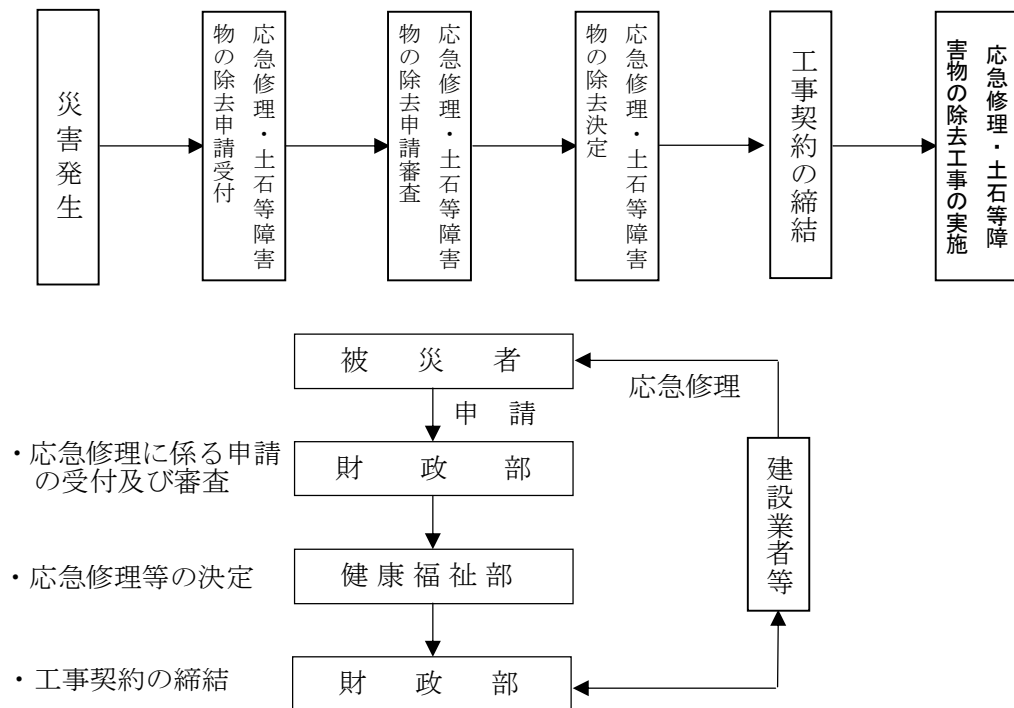 災害発生
応急修理・土石等障害
物の除去申請受付
応急修理・土石等障害
物の除去申請審査
応急修理・土石等障害
物の除去決定
工事契約の締結
応急修理・土石等障
害物の除去工事の実施
被災者
応急修理
申請
・応急修理に係る申請
の受付及び審査
財政部
建設業者等
・応急修理等の決定
健康福祉部
・工事契約の締結
財政部